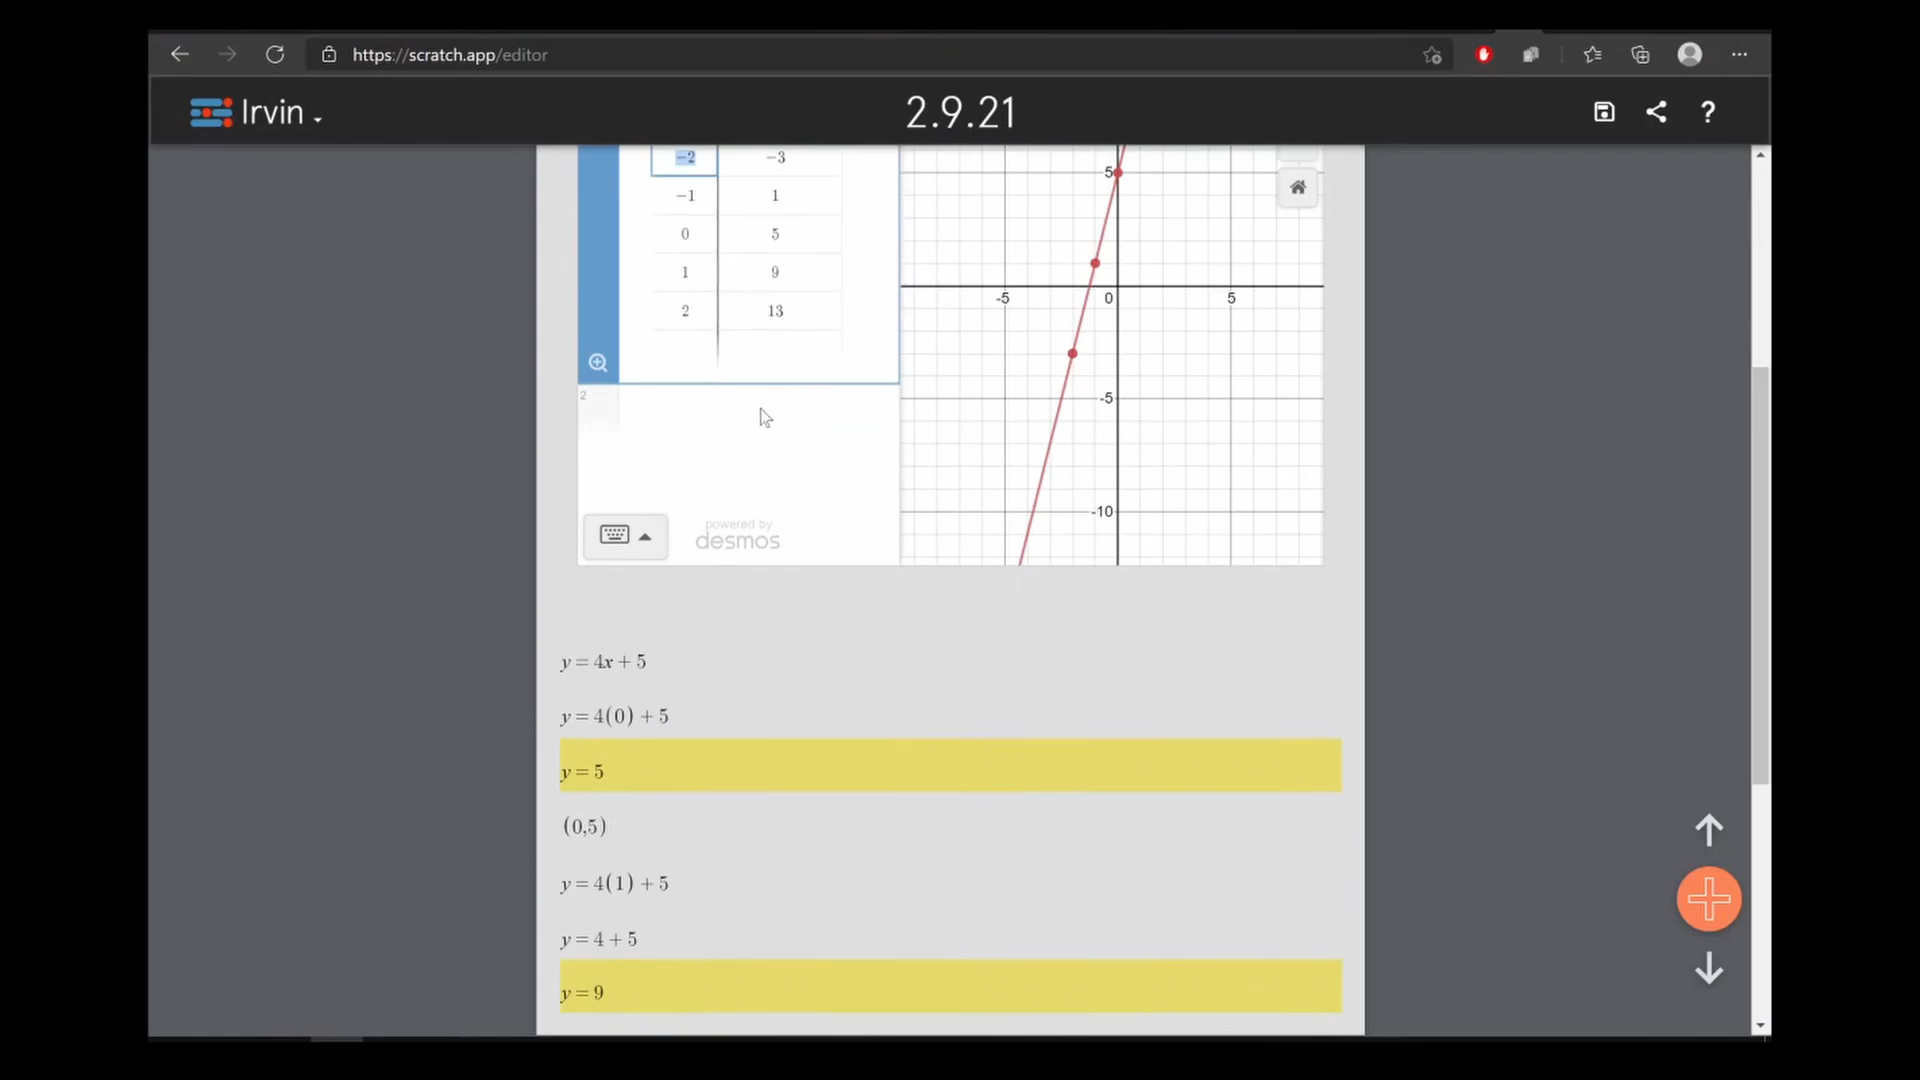 https://scratch.app/editor
Irvin
2.9.21
?
−2 −3
−1 1
0 5
1 9
2 13
2
powered by
desmos
5
-5 0 5
-5
-10
y = 4x + 5
y = 4(0) + 5
y = 5
(0,5)
y = 4(1) + 5
y = 4 + 5
y = 9